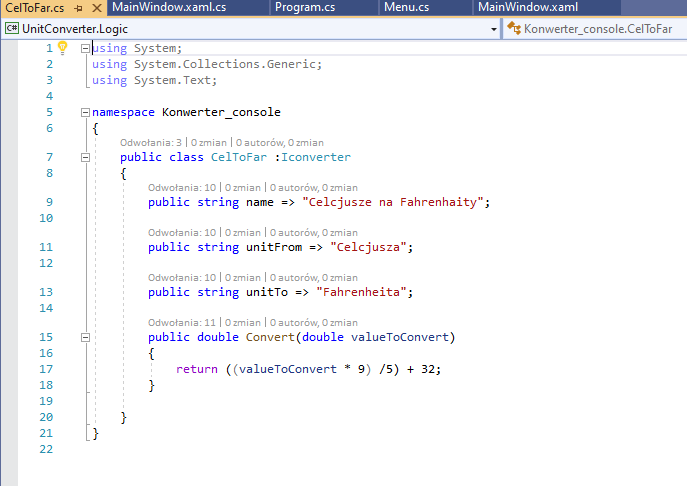 CelToFar.cs MainWindow.xaml.cs Program.cs Menu.cs MainWindow.xaml
C# UnitConverter.Logic Konwerter_console.CelToFar
1 using System;
2 using System.Collections.Generic;
3 using System.Text;
4
5 namespace Konwerter_console
6 {
Odwołania: 3 | 0 zmian | 0 autorów, 0 zmian
7 public class CelToFar :Iconverter
8 {
Odwołania: 10 | 0 zmian | 0 autorów, 0 zmian
9 public string name => "Celcjusze na Fahrenhaity";
10
Odwołania: 10 | 0 zmian | 0 autorów, 0 zmian
11 public string unitFrom => "Celcjusza";
12
Odwołania: 10 | 0 zmian | 0 autorów, 0 zmian
13 public string unitTo => "Fahrenheita";
14
Odwołania: 11 | 0 zmian | 0 autorów, 0 zmian
15 public double Convert(double valueToConvert)
16 {
17 return ((valueToConvert * 9) /5) + 32;
18 }
19
20 }
21 }
22